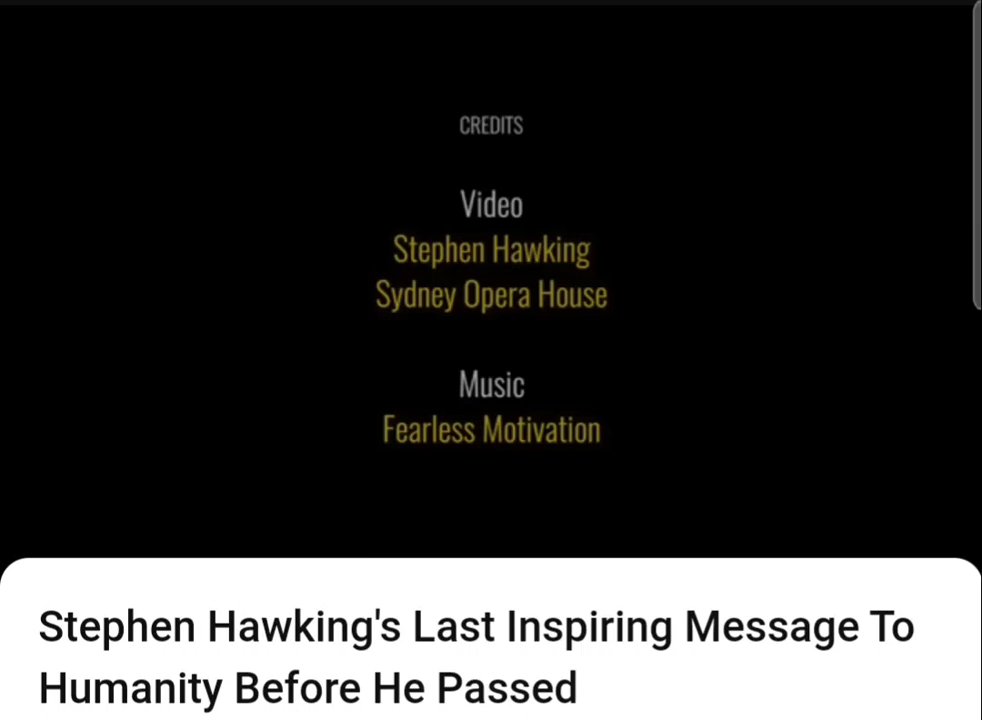 CREDITS
Video
Stephen Hawking
Sydney Opera House
Music
Fearless Motivation
Stephen Hawking's Last Inspiring Message To
Humanity Before He Passed